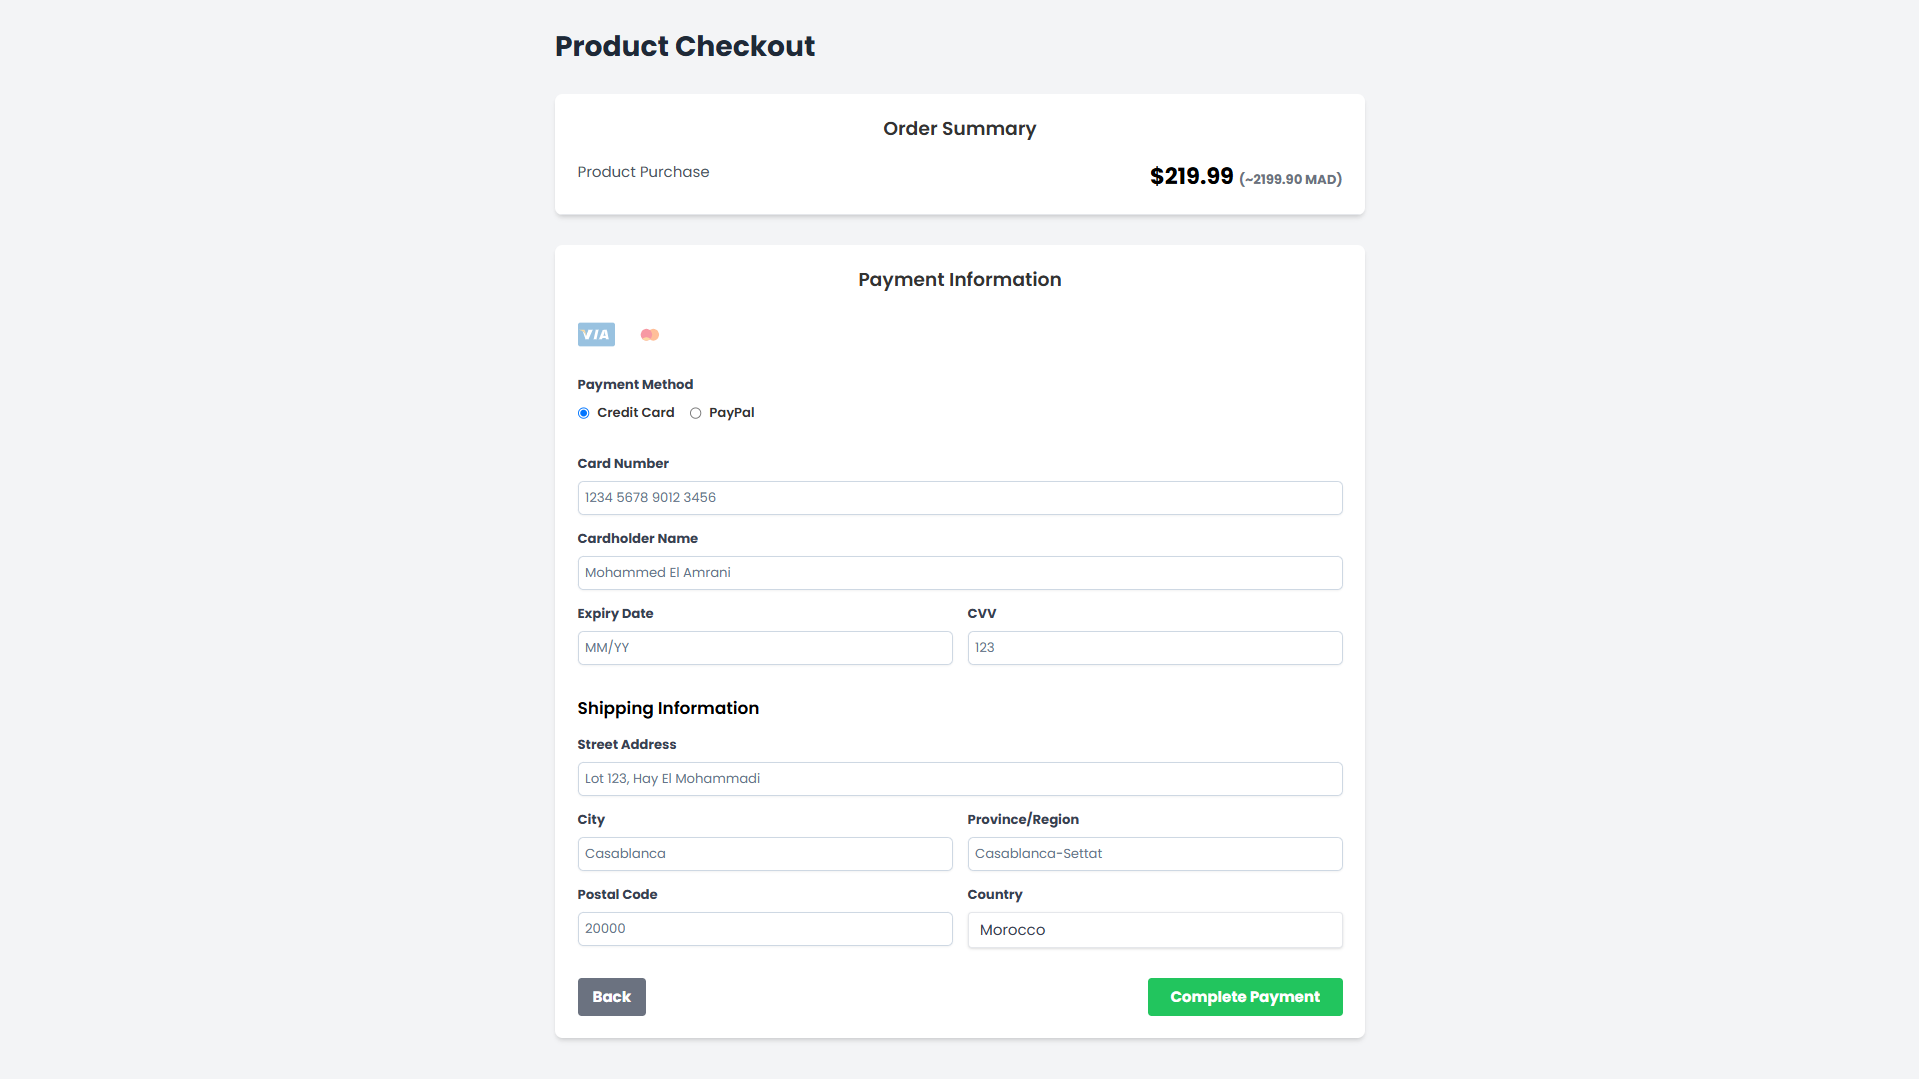 Product Checkout
Order Summary
Product Purchase $219.99 (~2199.90 MAD)
Payment Information
VIA
Payment Method
Credit Card PayPal
Card Number
1234 5678 9012 3456
Cardholder Name
Mohammed El Amrani
Expiry Date CVV
MM/YY 123
Shipping Information
Street Address
Lot 123, Hay El Mohammadi
City Province/Region
Casablanca Casablanca-Settat
Postal Code Country
20000 Morocco
Back Complete Payment